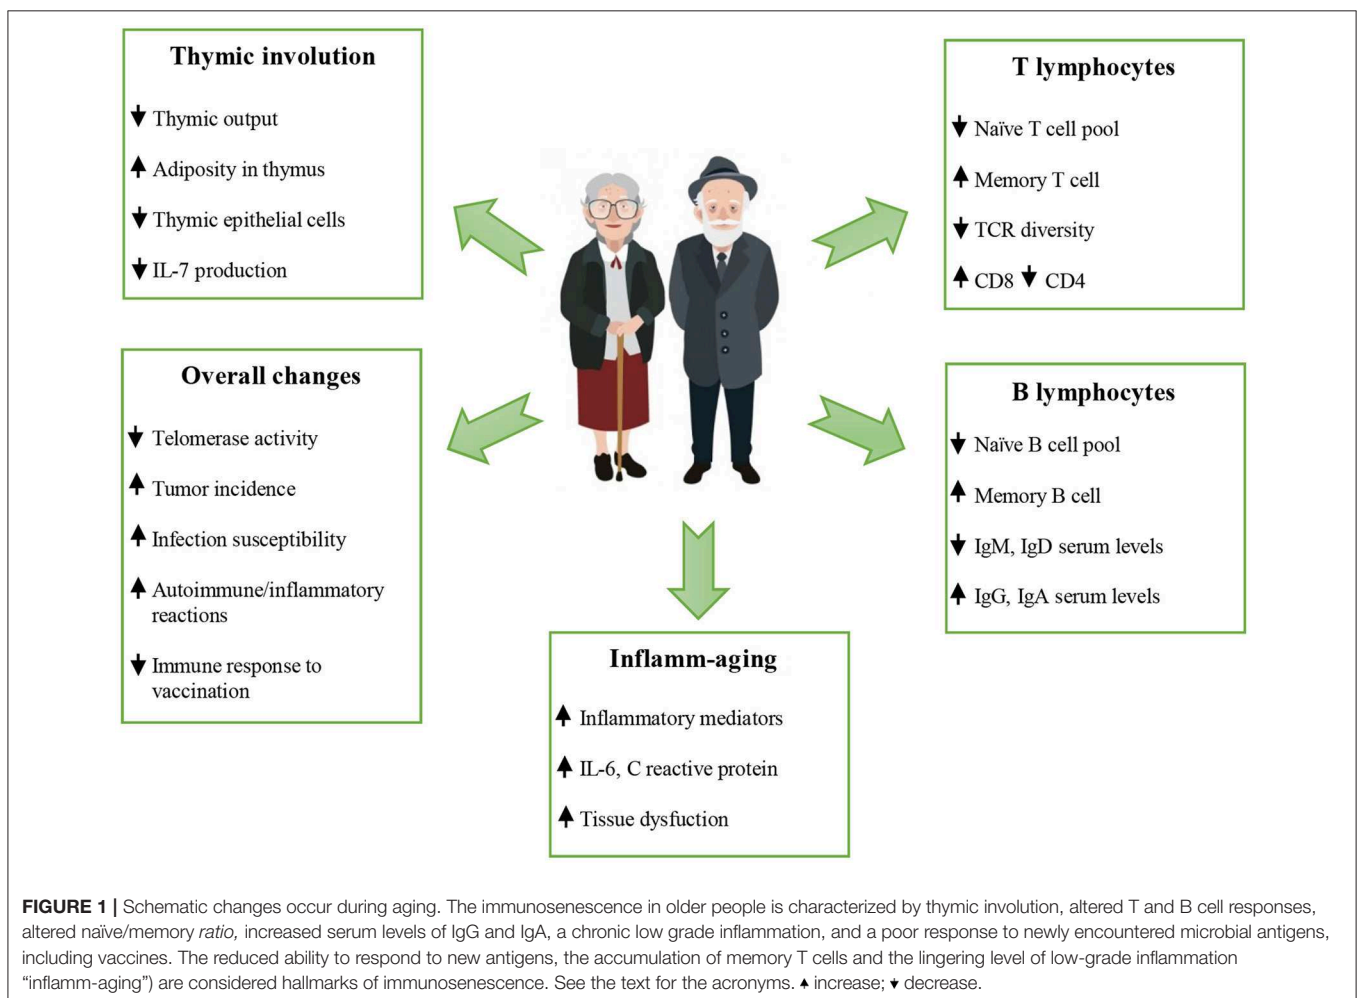 Thymic involution
↓ Thymic output
↑ Adiposity in thymus
↓ Thymic epithelial cells
↓ IL-7 production
T lymphocytes
↓ Naïve T cell pool
↑ Memory T cell
↓ TCR diversity
↑ CD8 ↓ CD4
Overall changes
↓ Telomerase activity
↑ Tumor incidence
↑ Infection susceptibility
↑ Autoimmune/inflammatory
reactions
↓ Immune response to
vaccination
B lymphocytes
↓ Naïve B cell pool
↑ Memory B cell
↓ IgM, IgD serum levels
↑ IgG, IgA serum levels
Inflamm-aging
↑ Inflammatory mediators
↑ IL-6, C reactive protein
↑ Tissue dysfuction
FIGURE 1 | Schematic changes occur during aging. The immunosenescence in older people is characterized by thymic involution, altered T and B cell responses,
altered naïve/memory ratio, increased serum levels of IgG and IgA, a chronic low grade inflammation, and a poor response to newly encountered microbial antigens,
including vaccines. The reduced ability to respond to new antigens, the accumulation of memory T cells and the lingering level of low-grade inflammation
“inflamm-aging”) are considered hallmarks of immunosenescence. See the text for the acronyms. ↑ increase; ↓ decrease.